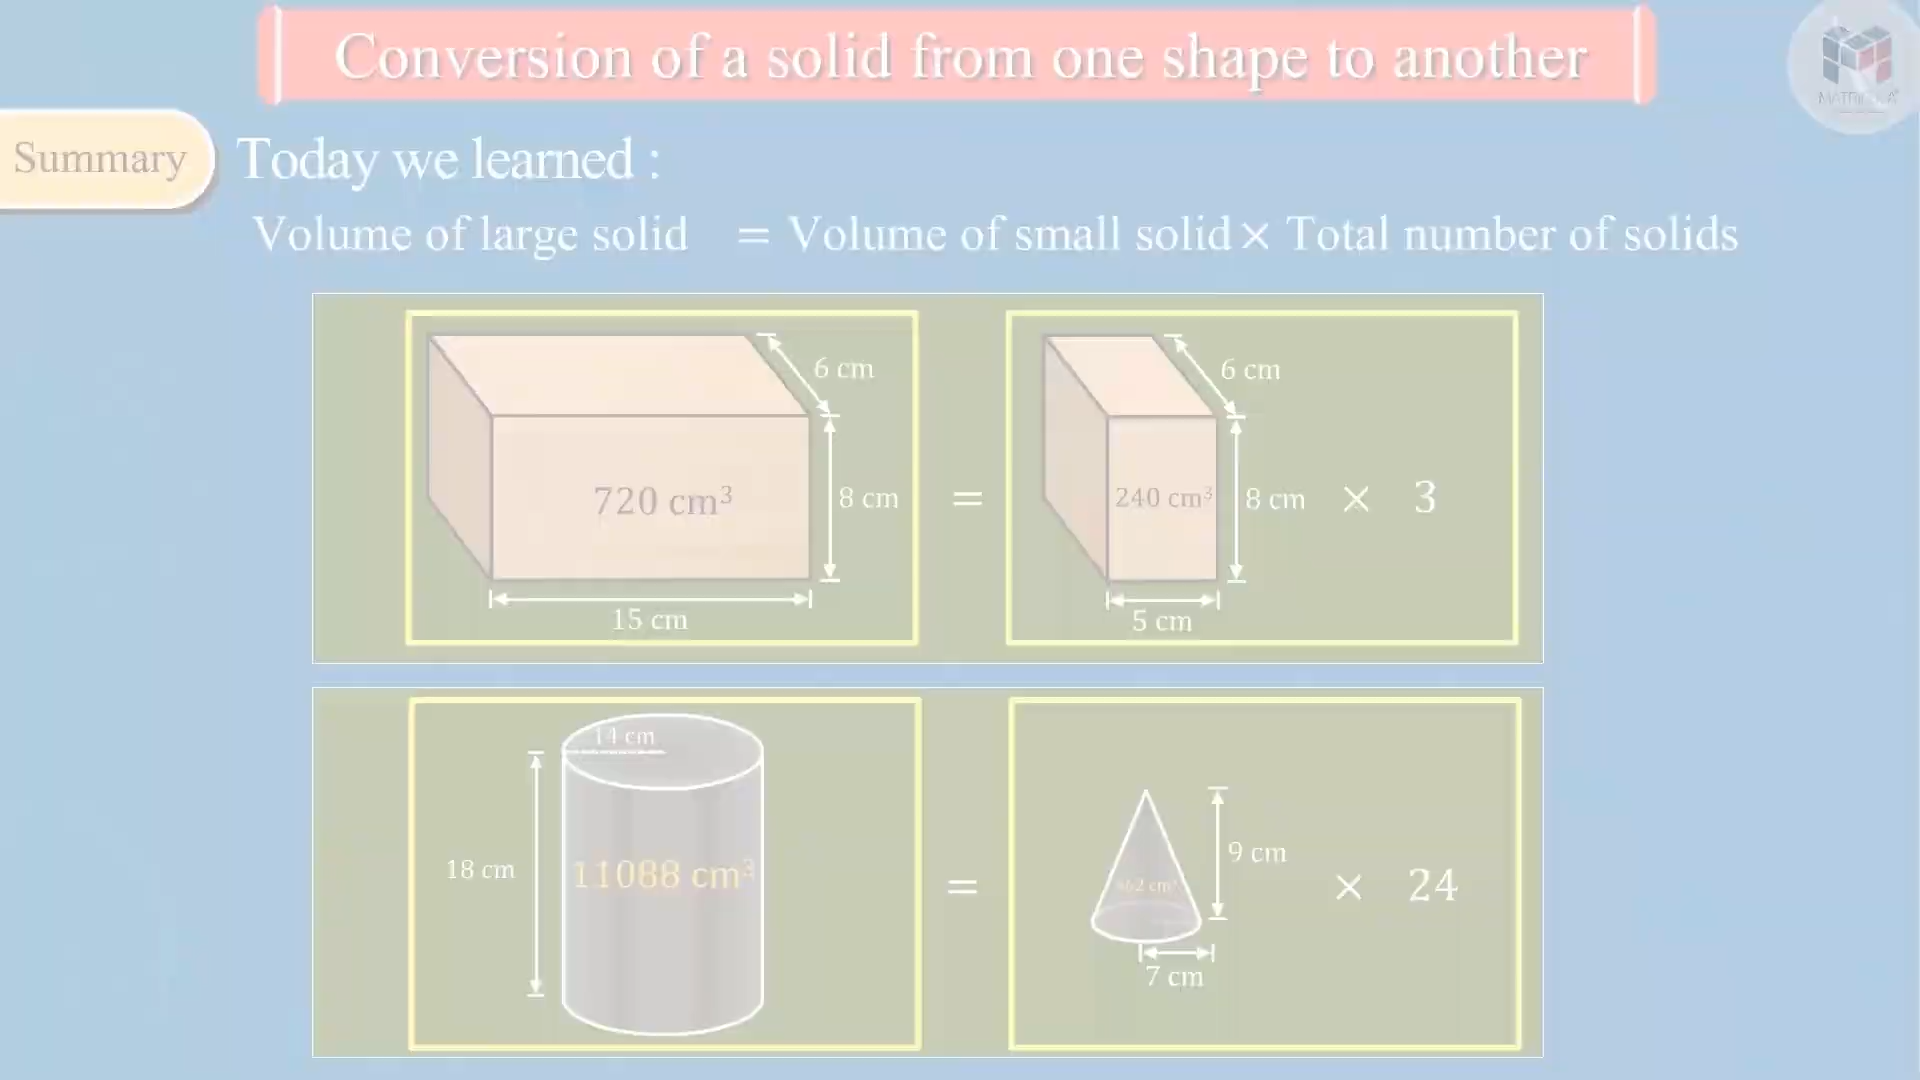 Conversion of a solid from one shape to another
Summary
Today we learned :
Volume of large solid = Volume of small solid × Total number of solids
6 cm
720 cm³
8 cm
15 cm
=
6 cm
240 cm³
8 cm
× 3
5 cm
14 cm
18 cm
11088 cm³
=
9 cm
7 cm
× 24